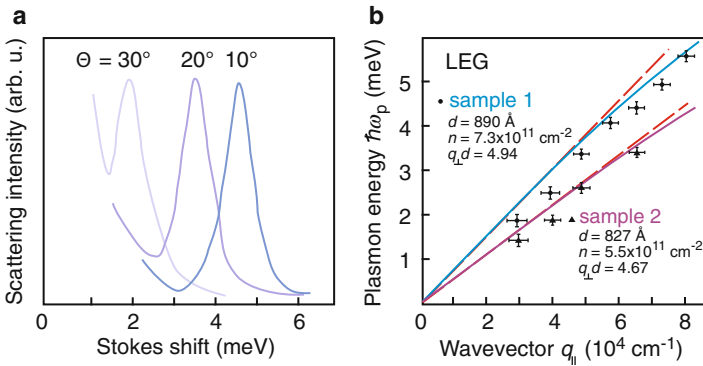 a
Scattering intensity (arb. u.)
Θ = 30°
20°
10°
0
2
4
6
Stokes shift (meV)
b
Plasmon energy ℏωp (meV)
5
4
3
2
1
LEG
• sample 1
d = 890 Å
n = 7.3x10¹¹ cm⁻²
q⊥d = 4.94
▲ sample 2
d = 827 Å
n = 5.5x10¹¹ cm⁻²
q⊥d = 4.67
0
2
4
6
8
Wavevector q∥ (10⁴ cm⁻¹)